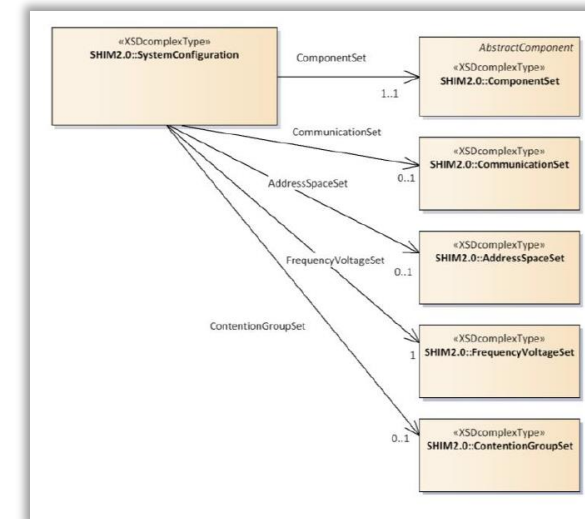 «XSDcomplexType»
SHIM2.0::SystemConfiguration
ComponentSet
1..1
AbstractComponent
«XSDcomplexType»
SHIM2.0::ComponentSet
CommunicationSet
0..1
«XSDcomplexType»
SHIM2.0::CommunicationSet
AddressSpaceSet
0..1
«XSDcomplexType»
SHIM2.0::AddressSpaceSet
FrequencyVoltageSet
1
«XSDcomplexType»
SHIM2.0::FrequencyVoltageSet
ContentionGroupSet
0..1
«XSDcomplexType»
SHIM2.0::ContentionGroupSet